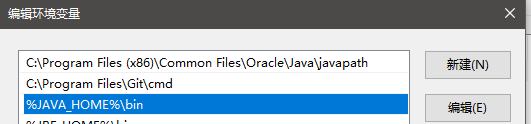 编辑环境变量
C:\Program Files (x86)\Common Files\Oracle\Java\javapath
新建(N)
C:\Program Files\Git\cmd
%JAVA_HOME%\bin
编辑(E)